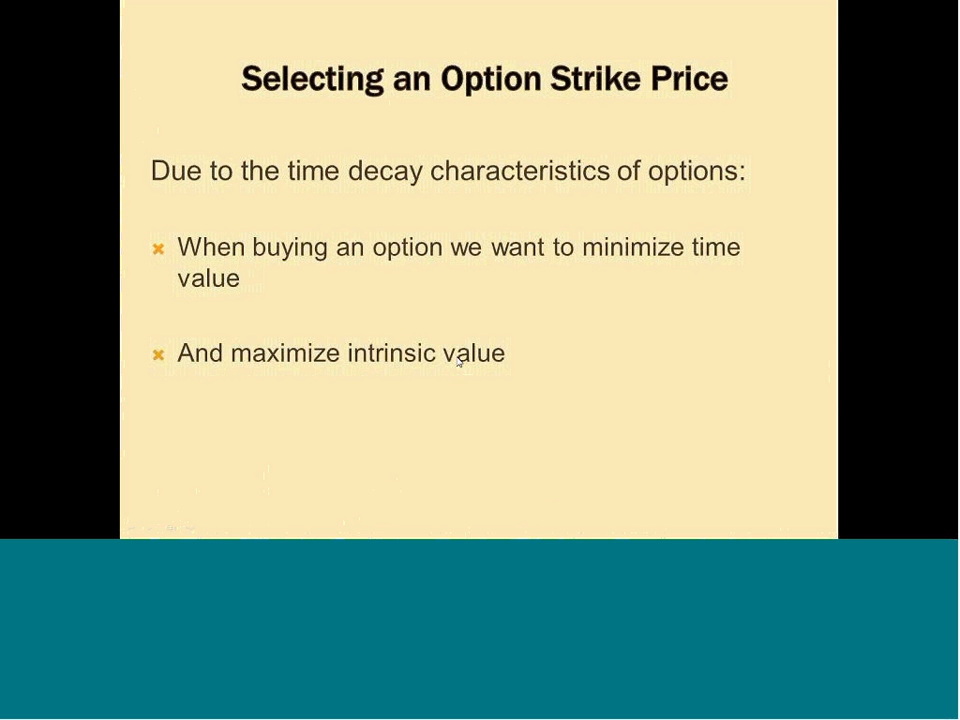 Selecting an Option Strike Price
Due to the time decay characteristics of options:
When buying an option we want to minimize time
value
And maximize intrinsic value